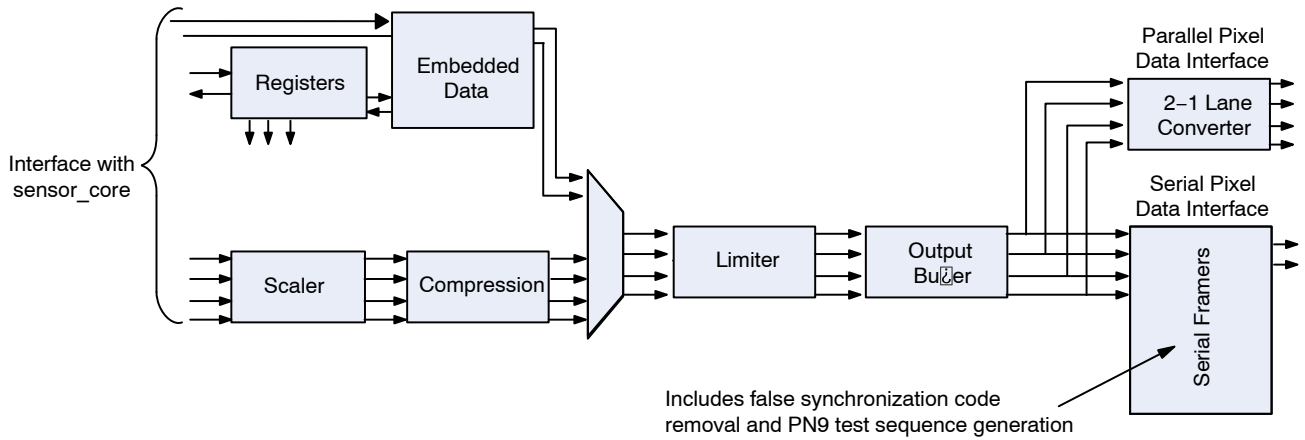 Parallel Pixel
Data Interface
Embedded
Data
Registers
2−1 Lane
Converter
Interface with
sensor_core
Serial Pixel
Data Interface
Scaler
Compression
Limiter
Output
Serial Framers
Includes false synchronization code
removal and PN9 test sequence generation